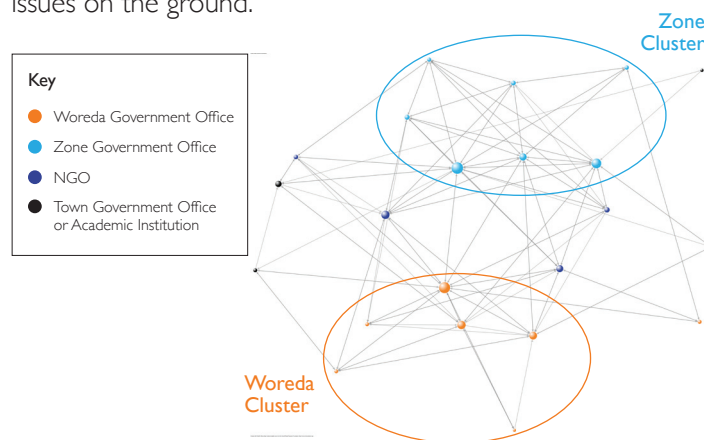 issues on the ground.
Zone
Cluster
Key
Woreda Government Office
Zone Government Office
NGO
Town Government Office
or Academic Institution
Woreda
Cluster